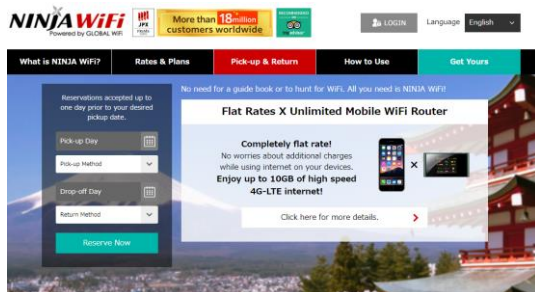 NINJA WiFi
Powered by GLOBAL WiFi
JPX
More than 18million
customers worldwide
LOGIN
Language
English
What is NINJA WiFi?
Rates & Plans
Pick-up & Return
How to Use
Get Yours
Reservations accepted up to
one day prior to your desired
pickup date.
Pick-up Day
Pick-up Method
Drop-off Day
Return Method
Reserve Now
No need for a guide book or to hunt for WiFi. All you need is NINJA WiFi!
Flat Rates X Unlimited Mobile WiFi
Router
Completely flat rate!
No worries about additional charges
while using internet on your devices.
Enjoy up to 10GB of high speed
4G-LTE internet!
×
Click here for more details.